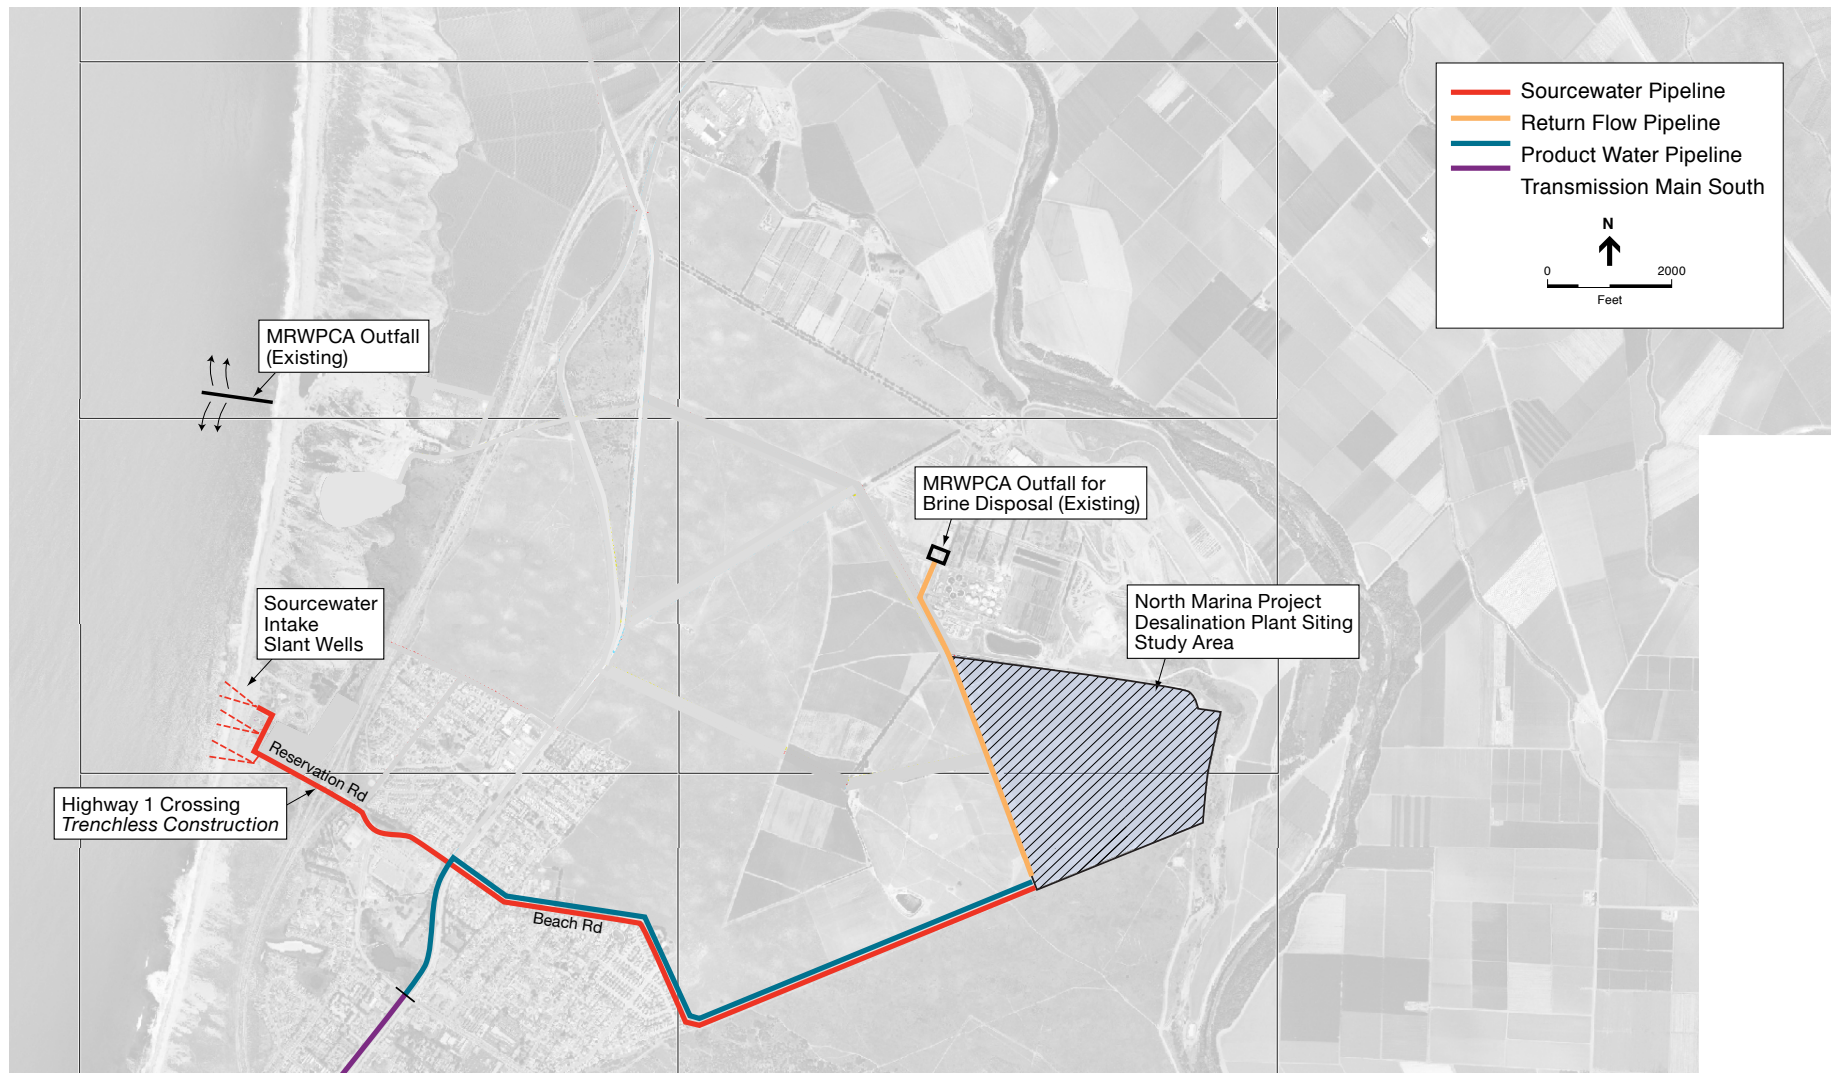 Sourcewater Pipeline
Return Flow Pipeline
Product Water Pipeline
Transmission Main South
N
0 2000
Feet
MRWPCA Outfall
(Existing)
MRWPCA Outfall for
Brine Disposal (Existing)
Sourcewater
Intake
Slant Wells
North Marina Project
Desalination Plant Siting
Study Area
Reservation Rd
Highway 1 Crossing
Trenchless Construction
Beach Rd